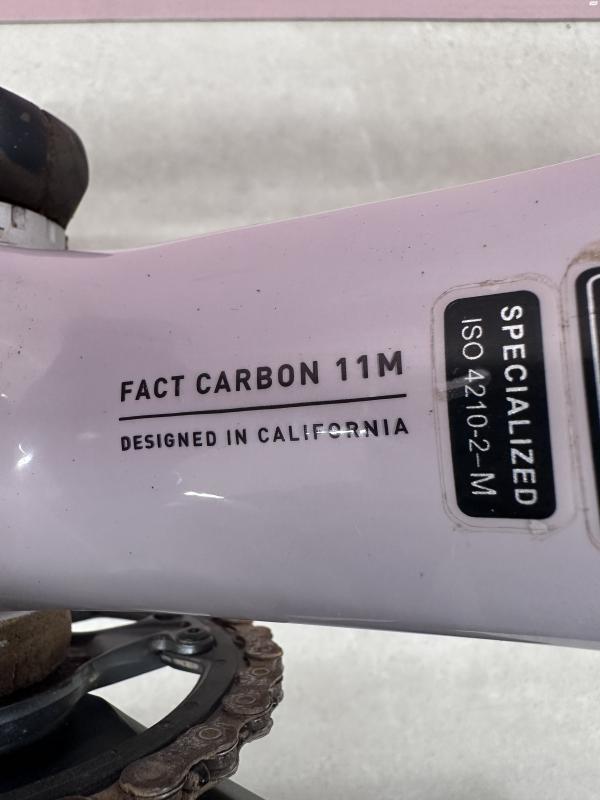 FACT CARBON 11M
DESIGNED IN CALIFORNIA
SPECIALIZED
ISO 4210-2-M